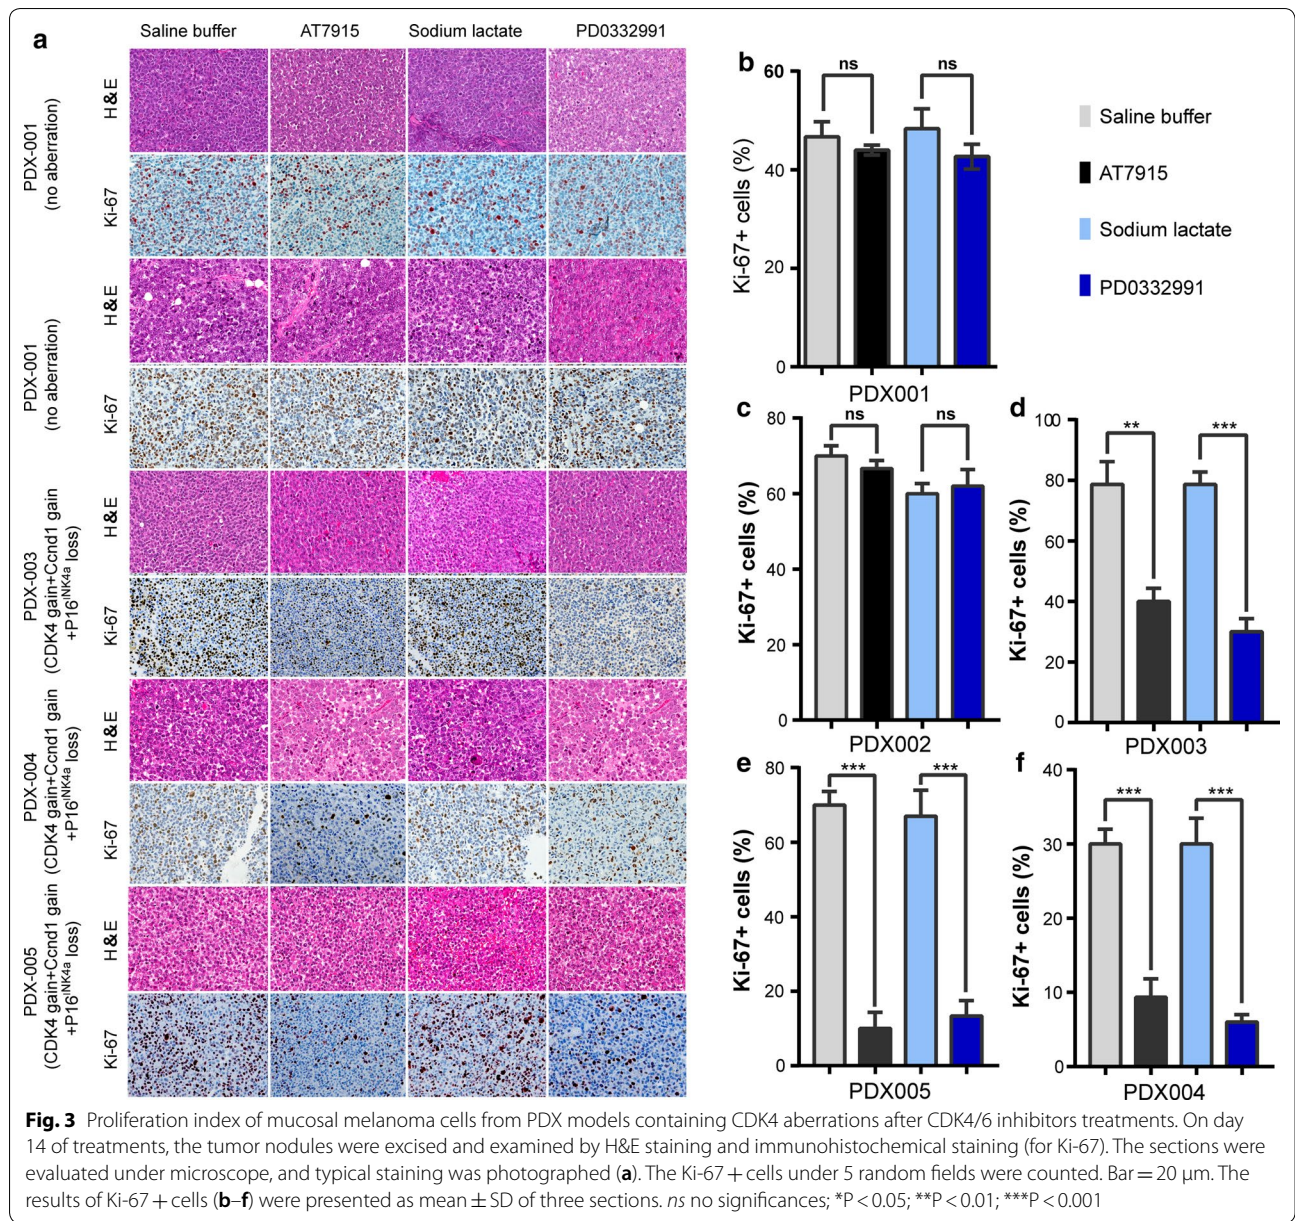 a
Saline buffer AT7915 Sodium lactate PD0332991
PDX-001
(no aberration)
H&E
Ki-67
PDX-001
(no aberration)
H&E
Ki-67
PDX-003
(CDK4 gain+Ccnd1 gain
+P16^INK4a loss)
H&E
Ki-67
PDX-004
(CDK4 gain+Ccnd1 gain
+P16^INK4a loss)
H&E
Ki-67
PDX-005
(CDK4 gain+Ccnd1 gain
+P16^INK4a loss)
H&E
Ki-67
b
Ki-67+ cells (%)
60
40
20
0
ns ns
PDX001
Saline buffer
AT7915
Sodium lactate
PD0332991
c
Ki-67+ cells (%)
80
60
40
20
0
ns ns
PDX002
d
Ki-67+ cells (%)
100
80
60
40
20
0
** ***
PDX003
e
Ki-67+ cells (%)
80
60
40
20
0
*** ***
PDX005
f
Ki-67+ cells (%)
40
30
20
10
0
*** ***
PDX004
Fig. 3 Proliferation index of mucosal melanoma cells from PDX models containing CDK4 aberrations after CDK4/6 inhibitors treatments. On day
14 of treatments, the tumor nodules were excised and examined by H&E staining and immunohistochemical staining (for Ki-67). The sections were
evaluated under microscope, and typical staining was photographed (a). The Ki-67 + cells under 5 random fields were counted. Bar = 20 μm. The
results of Ki-67 + cells (b–f) were presented as mean ± SD of three sections. ns no significances; *P < 0.05; **P < 0.01; ***P < 0.001